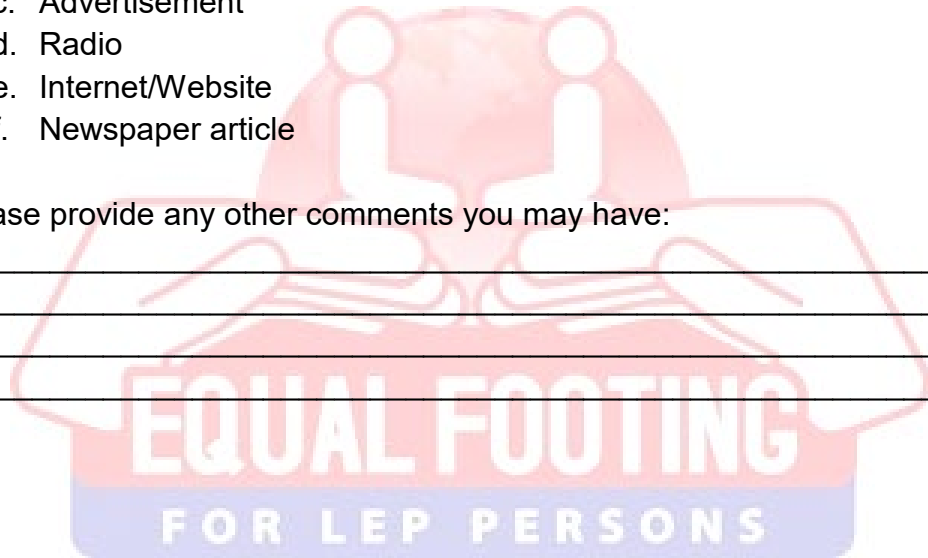 c. Advertisement
d. Radio
e. Internet/Website
f. Newspaper article
ase provide any other comments you may have:
EQUAL FOOTING
FOR LEP PERSONS